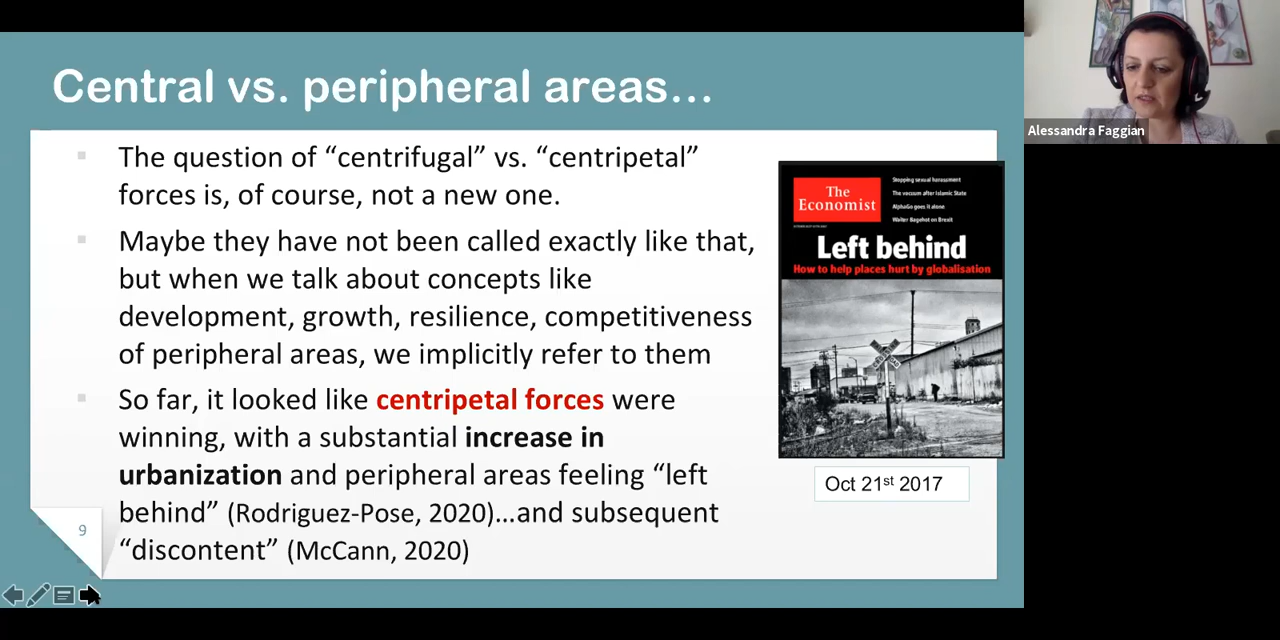 Central vs. peripheral areas...
The question of “centrifugal” vs. “centripetal”
forces is, of course, not a new one.
Maybe they have not been called exactly like that,
but when we talk about concepts like
development, growth, resilience, competitiveness
of peripheral areas, we implicitly refer to them
So far, it looked like centripetal forces were
winning, with a substantial increase in
urbanization and peripheral areas feeling “left
behind” (Rodriguez-Pose, 2020)...and subsequent
“discontent” (McCann, 2020)
9
The
Economist
Stopping sexual harassment
The vacuum after Islamic State
AlphaGo goes it alone
Walter Bagehot on Brexit
Left behind
How to help places hurt by globalisation
Oct 21st 2017
Alessandra Faggian